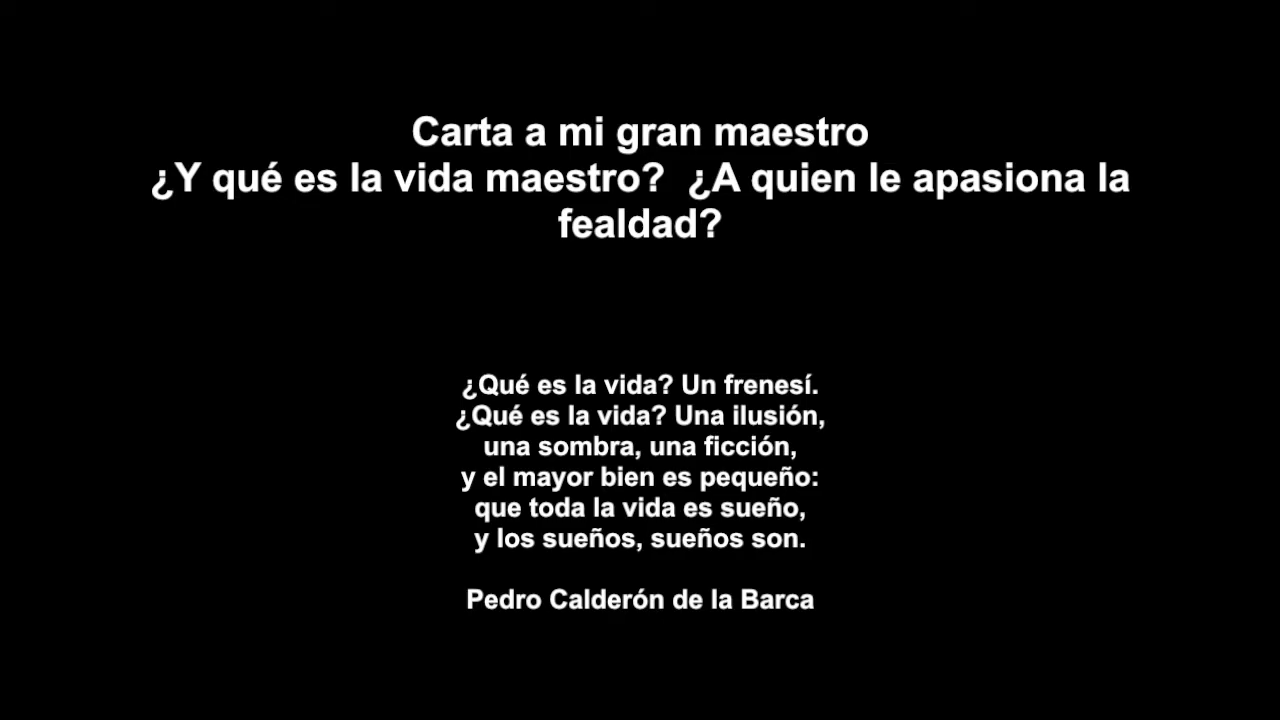 Carta a mi gran maestro
¿Y qué es la vida maestro?  ¿A quien le apasiona la
fealdad?
¿Qué es la vida? Un frenesí.
¿Qué es la vida? Una ilusión,
una sombra, una ficción,
y el mayor bien es pequeño:
que toda la vida es sueño,
y los sueños, sueños son.
Pedro Calderón de la Barca